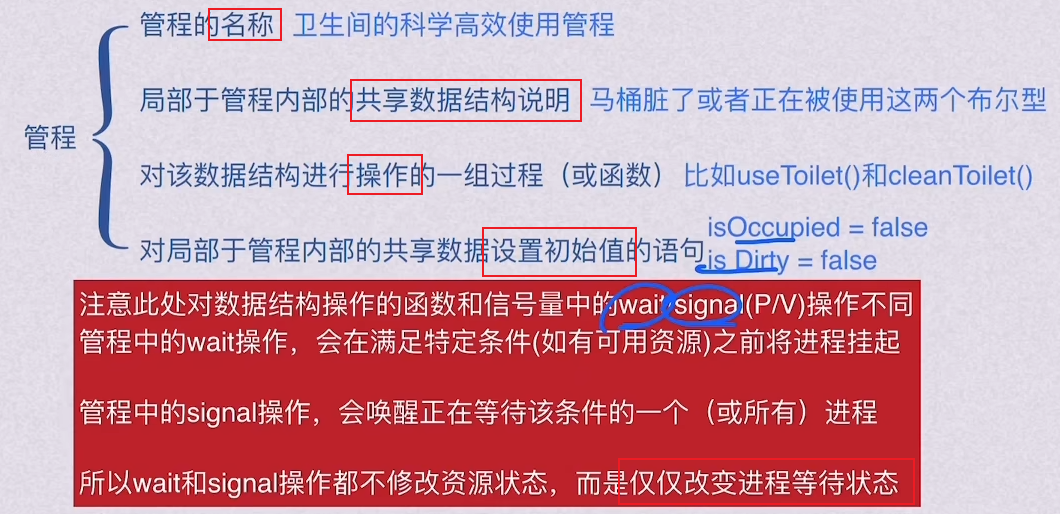 管程的名称 卫生间的科学高效使用管程
局部于管程内部的共享数据结构说明 马桶脏了或者正在被使用这两个布尔型
管程
对该数据结构进行操作的一组过程（或函数） 比如useToilet()和cleanToilet()
对局部于管程内部的共享数据设置初始值的语句
isOccupied = false
is Dirty = false
注意此处对数据结构操作的函数和信号量中的wait/signal(P/V)操作不同
管程中的wait操作，会在满足特定条件(如有可用资源)之前将进程挂起
管程中的signal操作，会唤醒正在等待该条件的一个（或所有）进程
所以wait和signal操作都不修改资源状态，而是仅仅改变进程等待状态